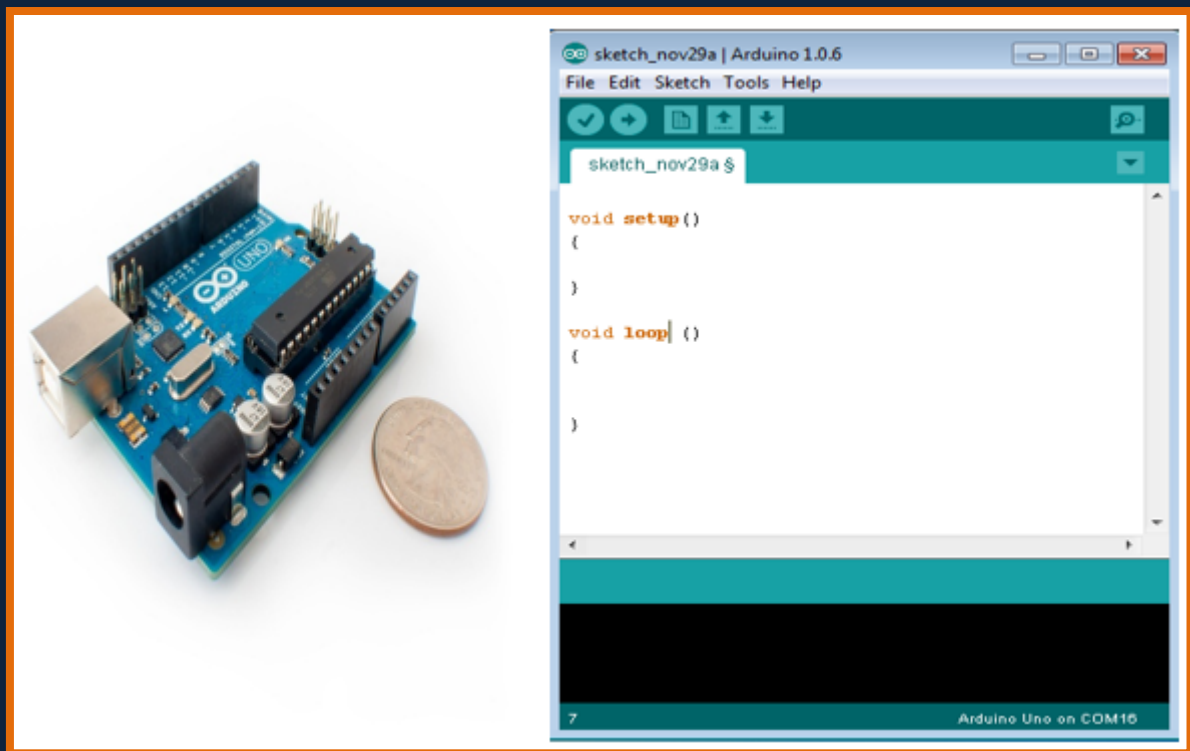 UNO
ARDUINO
sketch_nov29a | Arduino 1.0.6
File Edit Sketch Tools Help
sketch_nov29a §
void setup()
{
}
void loop ()
{
}
7
Arduino Uno on COM16